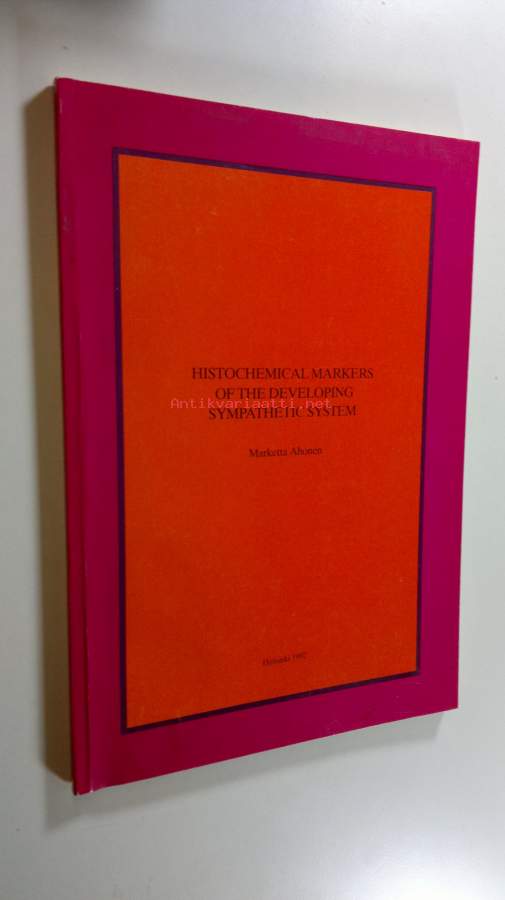 HISTOCHEMICAL MARKERS
OF THE DEVELOPING
Antikvariaatti.net
SYMPATHETIC SYSTEM
Marketta Ahonen
Helsinki 1992